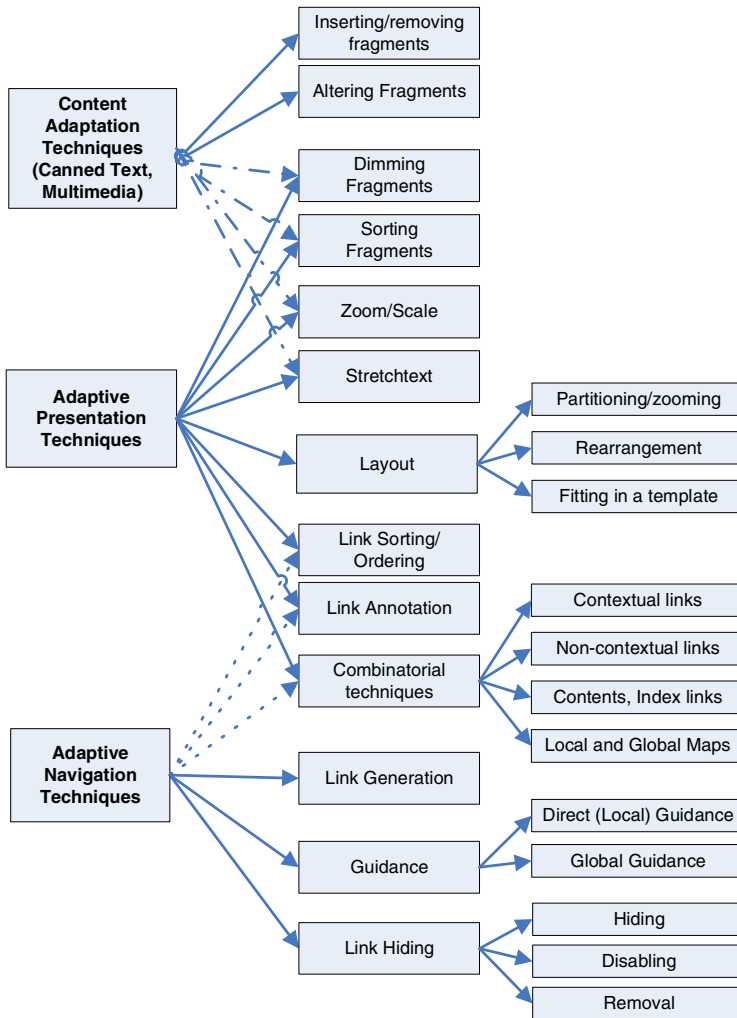 Content
Adaptation
Techniques
(Canned Text,
Multimedia)
Inserting/removing
fragments
Altering Fragments
Dimming
Fragments
Sorting
Fragments
Zoom/Scale
Stretchtext
Adaptive
Presentation
Techniques
Layout
Partitioning/zooming
Rearrangement
Fitting in a template
Link Sorting/
Ordering
Link Annotation
Combinatorial
techniques
Contextual links
Non-contextual links
Contents, Index links
Local and Global Maps
Adaptive
Navigation
Techniques
Link Generation
Guidance
Direct (Local) Guidance
Global Guidance
Link Hiding
Hiding
Disabling
Removal